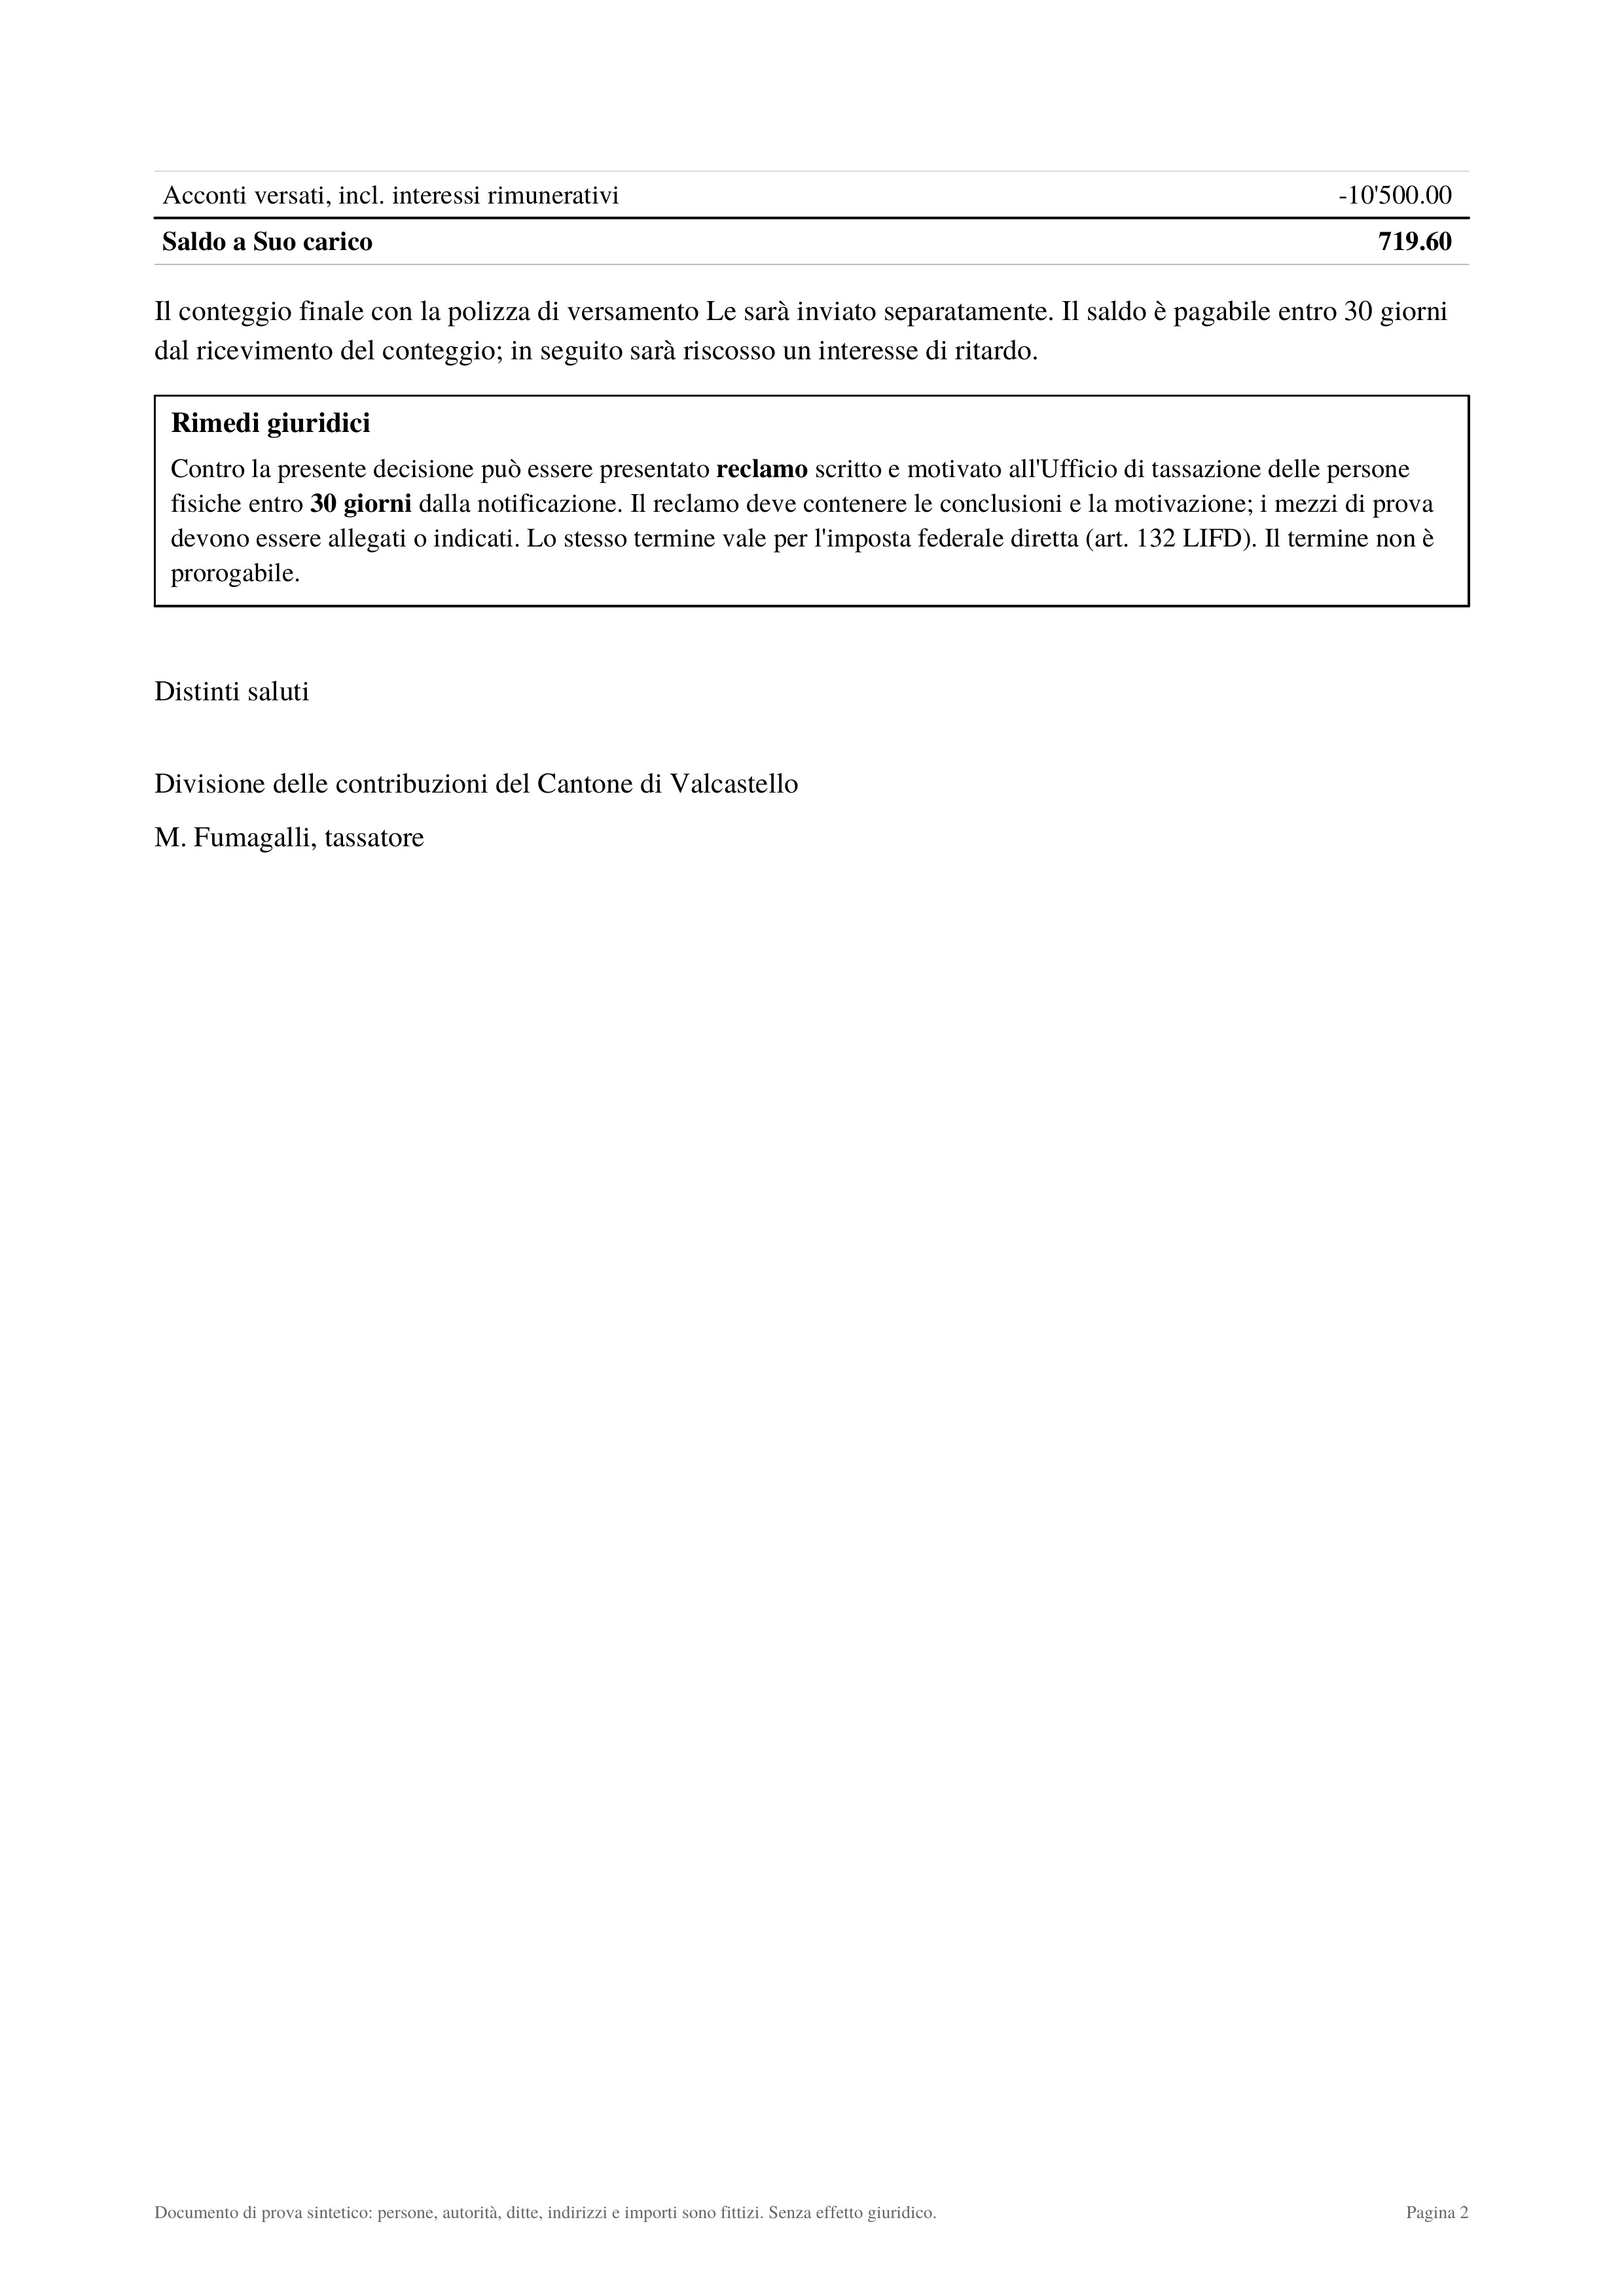 Acconti versati, incl. interessi rimunerativi -10'500.00
Saldo a Suo carico 719.60
Il conteggio finale con la polizza di versamento Le sarà inviato separatamente. Il saldo è pagabile entro 30 giorni
dal ricevimento del conteggio; in seguito sarà riscosso un interesse di ritardo.
Rimedi giuridici
Contro la presente decisione può essere presentato reclamo scritto e motivato all'Ufficio di tassazione delle persone
fisiche entro 30 giorni dalla notificazione. Il reclamo deve contenere le conclusioni e la motivazione; i mezzi di prova
devono essere allegati o indicati. Lo stesso termine vale per l'imposta federale diretta (art. 132 LIFD). Il termine non è
prorogabile.
Distinti saluti
Divisione delle contribuzioni del Cantone di Valcastello
M. Fumagalli, tassatore
Documento di prova sintetico: persone, autorità, ditte, indirizzi e importi sono fittizi. Senza effetto giuridico. Pagina 2